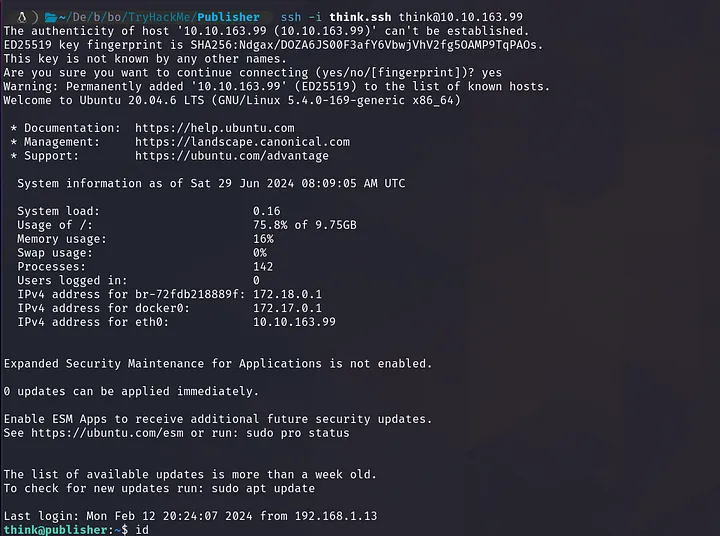 ~/De/b/bo/TryHackMe/Publisher ssh -i think.ssh think@10.10.163.99
The authenticity of host '10.10.163.99 (10.10.163.99)' can't be established.
ED25519 key fingerprint is SHA256:Ndgax/DOZA6JS00F3afY6VbwjVhV2fg5OAMP9TqPAOs.
This key is not known by any other names.
Are you sure you want to continue connecting (yes/no/[fingerprint])? yes
Warning: Permanently added '10.10.163.99' (ED25519) to the list of known hosts.
Welcome to Ubuntu 20.04.6 LTS (GNU/Linux 5.4.0-169-generic x86_64)
* Documentation: https://help.ubuntu.com
* Management: https://landscape.canonical.com
* Support: https://ubuntu.com/advantage
System information as of Sat 29 Jun 2024 08:09:05 AM UTC
System load: 0.16
Usage of /: 75.8% of 9.75GB
Memory usage: 16%
Swap usage: 0%
Processes: 142
Users logged in: 0
IPv4 address for br-72fdb218889f: 172.18.0.1
IPv4 address for docker0: 172.17.0.1
IPv4 address for eth0: 10.10.163.99
Expanded Security Maintenance for Applications is not enabled.
0 updates can be applied immediately.
Enable ESM Apps to receive additional future security updates.
See https://ubuntu.com/esm or run: sudo pro status
The list of available updates is more than a week old.
To check for new updates run: sudo apt update
Last login: Mon Feb 12 20:24:07 2024 from 192.168.1.13
think@publisher:~$ id